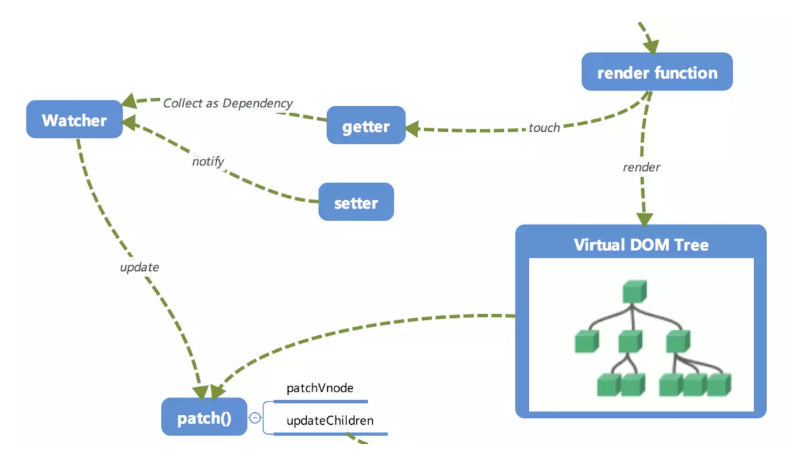 render function
Collect as Dependency
Watcher
getter
touch
notify
render
setter
Virtual DOM Tree
update
patchVnode
patch()
updateChildren